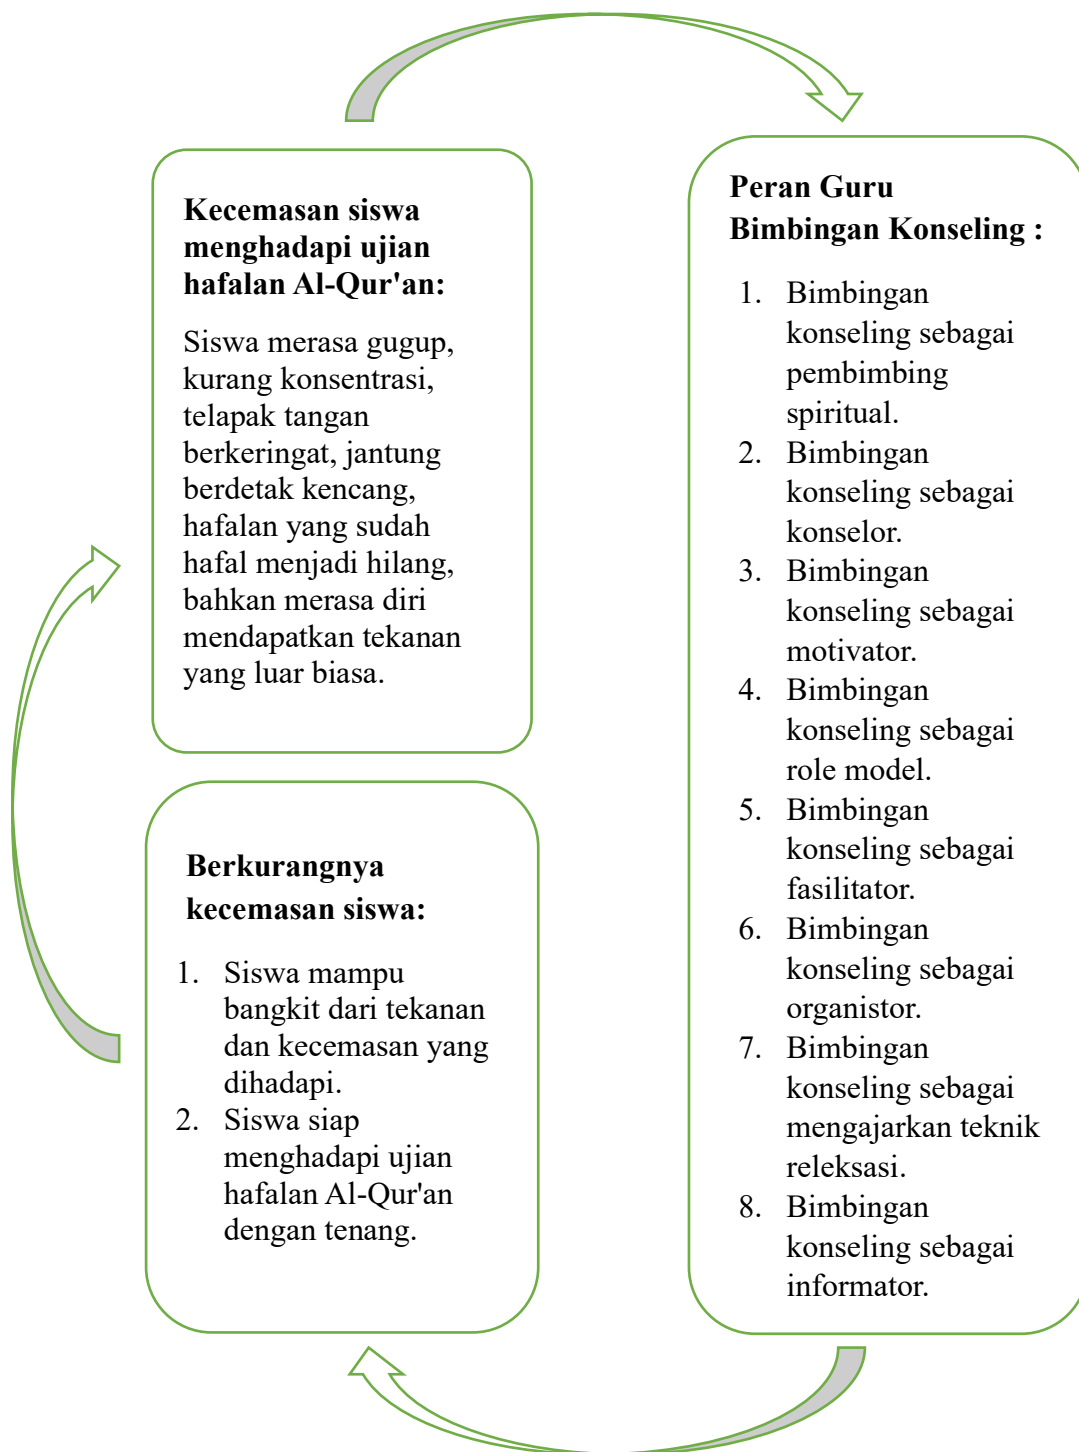 Kecemasan siswa
menghadapi ujian
hafalan Al-Qur'an:
Siswa merasa gugup,
kurang konsentrasi,
telapak tangan
berkeringat, jantung
berdetak kencang,
hafalan yang sudah
hafal menjadi hilang,
bahkan merasa diri
mendapatkan tekanan
yang luar biasa.
Peran Guru
Bimbingan Konseling :
1. Bimbingan
konseling sebagai
pembimbing
spiritual.
2. Bimbingan
konseling sebagai
konselor.
3. Bimbingan
konseling sebagai
motivator.
4. Bimbingan
konseling sebagai
role model.
5. Bimbingan
konseling sebagai
fasilitator.
6. Bimbingan
konseling sebagai
organistor.
7. Bimbingan
konseling sebagai
mengajarkan teknik
releksasi.
8. Bimbingan
konseling sebagai
informator.
Berkurangnya
kecemasan siswa:
1. Siswa mampu
bangkit dari tekanan
dan kecemasan yang
dihadapi.
2. Siswa siap
menghadapi ujian
hafalan Al-Qur'an
dengan tenang.